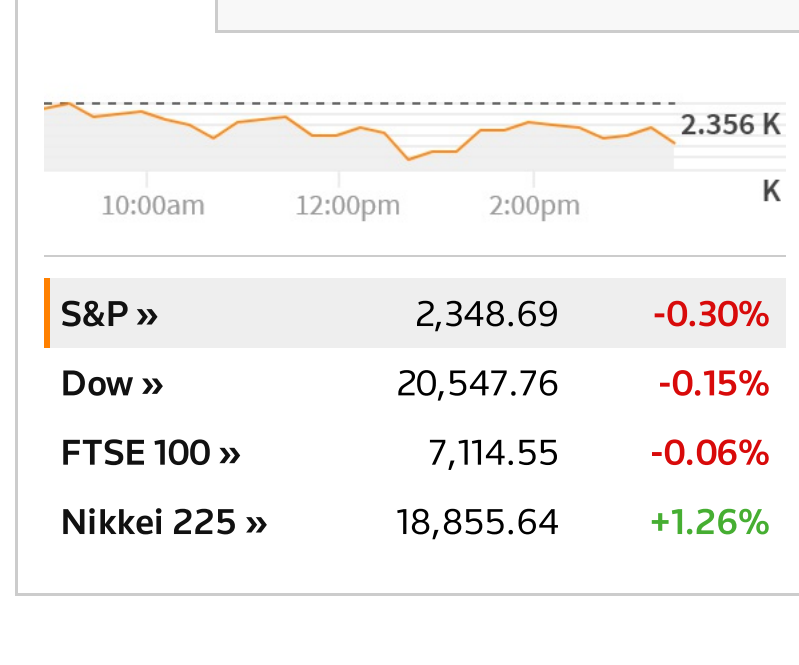 2.356 K
K
10:00am 12:00pm 2:00pm
S&P » 2,348.69 -0.30%
Dow » 20,547.76 -0.15%
FTSE 100 » 7,114.55 -0.06%
Nikkei 225 » 18,855.64 +1.26%